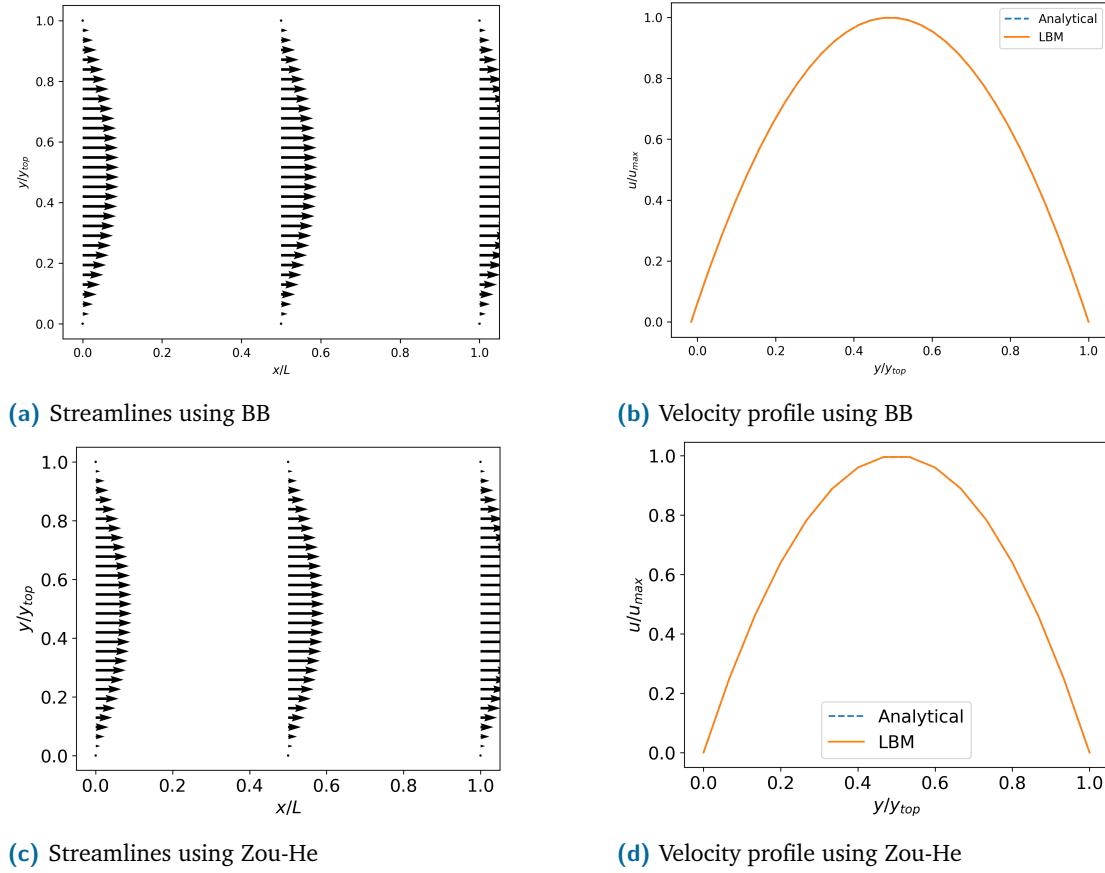 1.0
0.8
0.6
0.4
0.2
0.0
y/y_top
0.0 0.2 0.4 0.6 0.8 1.0
x/L
(a) Streamlines using BB
1.0
0.8
0.6
0.4
0.2
0.0
u/u_max
Analytical
LBM
0.0 0.2 0.4 0.6 0.8 1.0
y/y_top
(b) Velocity profile using BB
1.0
0.8
0.6
0.4
0.2
0.0
y/y_top
0.0 0.2 0.4 0.6 0.8 1.0
x/L
(c) Streamlines using Zou-He
1.0
0.8
0.6
0.4
0.2
0.0
u/u_max
Analytical
LBM
0.0 0.2 0.4 0.6 0.8 1.0
y/y_top
(d) Velocity profile using Zou-He